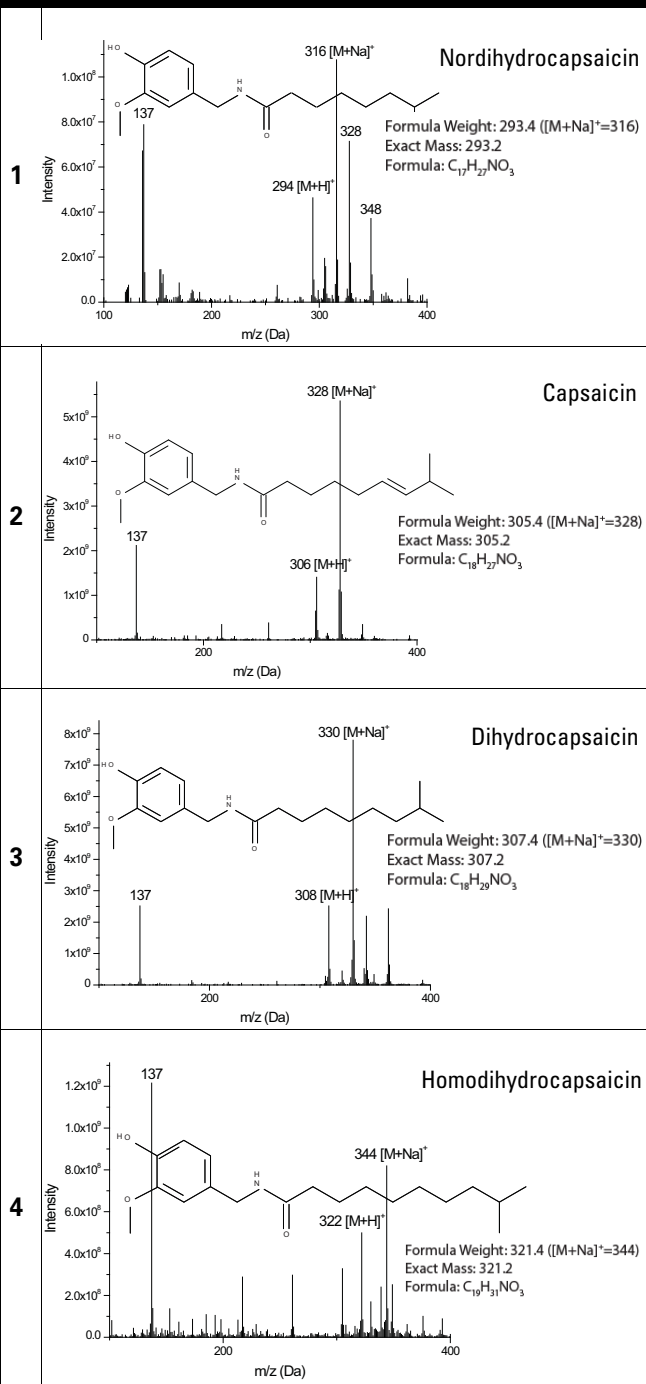 1
Nordihydrocapsaicin
Formula Weight: 293.4 ([M+Na]⁺=316)
Exact Mass: 293.2
Formula: C₁₇H₂₇NO₃
316 [M+Na]⁺
137
328
294 [M+H]⁺
348
HO
O
H
N
O
Intensity
1.0x10⁸
8.0x10⁷
6.0x10⁷
4.0x10⁷
2.0x10⁷
0.0
100 200 300 400
m/z (Da)
2
Capsaicin
Formula Weight: 305.4 ([M+Na]⁺=328)
Exact Mass: 305.2
Formula: C₁₈H₂₇NO₃
328 [M+Na]⁺
137
306 [M+H]⁺
HO
O
H
N
O
Intensity
5x10⁹
4x10⁹
3x10⁹
2x10⁹
1x10⁹
0
200 400
m/z (Da)
3
Dihydrocapsaicin
Formula Weight: 307.4 ([M+Na]⁺=330)
Exact Mass: 307.2
Formula: C₁₈H₂₉NO₃
330 [M+Na]⁺
137
308 [M+H]⁺
HO
O
H
N
O
Intensity
8x10⁹
7x10⁹
6x10⁹
5x10⁹
4x10⁹
3x10⁹
2x10⁹
1x10⁹
0
200 400
m/z (Da)
4
Homodihydrocapsaicin
Formula Weight: 321.4 ([M+Na]⁺=344)
Exact Mass: 321.2
Formula: C₁₉H₃₁NO₃
137
344 [M+Na]⁺
322 [M+H]⁺
HO
O
H
N
O
Intensity
1.2x10⁹
1.0x10⁹
8.0x10⁸
6.0x10⁸
4.0x10⁸
2.0x10⁸
0.0
200 400
m/z (Da)